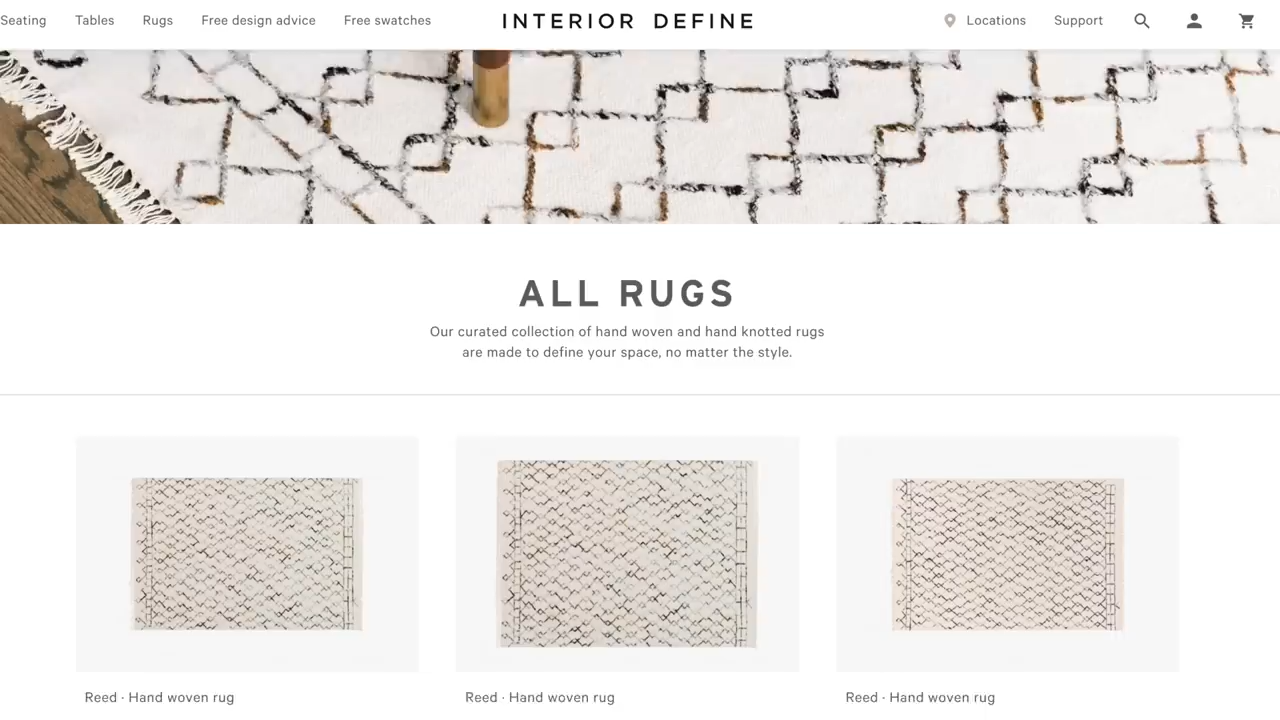 Seating Tables Rugs Free design advice Free swatches INTERIOR DEFINE Locations Support
ALL RUGS
Our curated collection of hand woven and hand knotted rugs
are made to define your space, no matter the style.
Reed · Hand woven rug
Reed · Hand woven rug
Reed · Hand woven rug